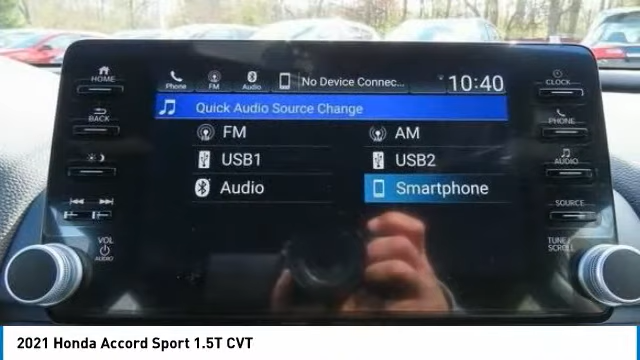 HOME
BACK
VOL
AUDIO
Phone
FM
Audio
No Device Connec...
10:40
Quick Audio Source Change
FM
AM
USB1
USB2
Audio
Smartphone
CLOCK
PHONE
AUDIO
SOURCE
TUNE/
SCROLL
2021 Honda Accord Sport 1.5T CVT